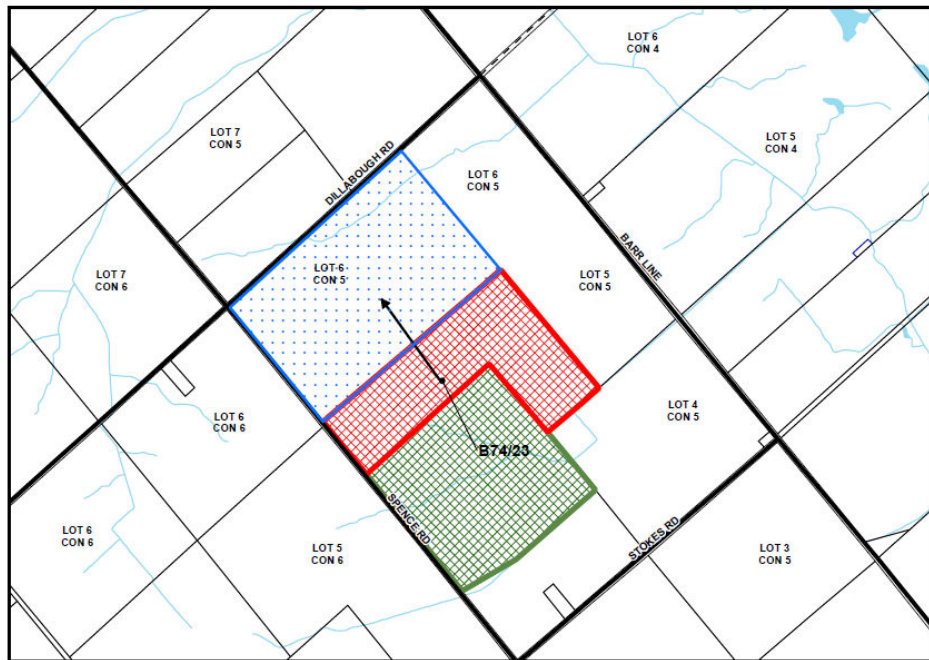 LOT 6
CON 4
LOT 7
CON 5
LOT 5
CON 4
DILLABOUGH RD
LOT 6
CON 5
BARR LINE
LOT 7
CON 6
LOT 6
CON 5
LOT 5
CON 5
LOT 6
CON 6
LOT 4
CON 5
B74/23
SPENCE RD
LOT 6
CON 6
LOT 5
CON 6
STOKES RD
LOT 3
CON 5